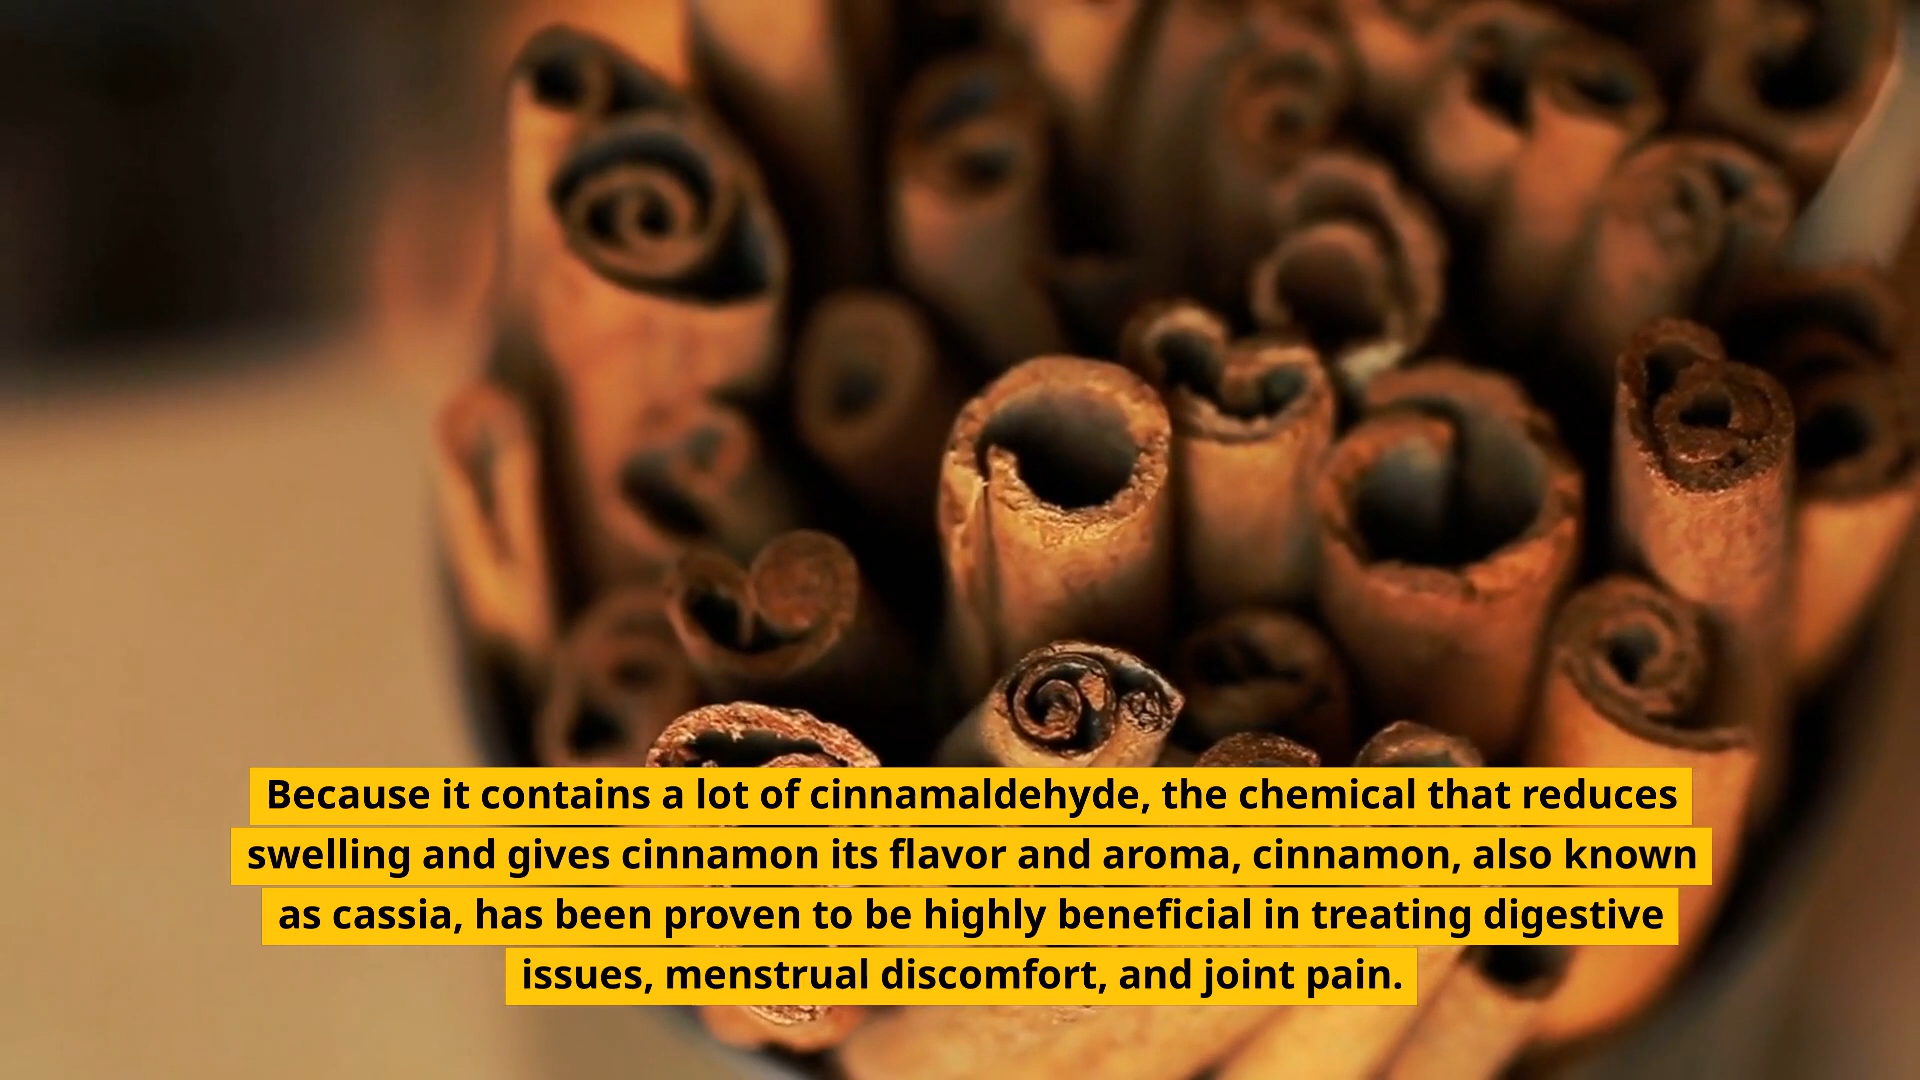 Because it contains a lot of cinnamaldehyde, the chemical that reduces
swelling and gives cinnamon its flavor and aroma, cinnamon, also known
as cassia, has been proven to be highly beneficial in treating digestive
issues, menstrual discomfort, and joint pain.